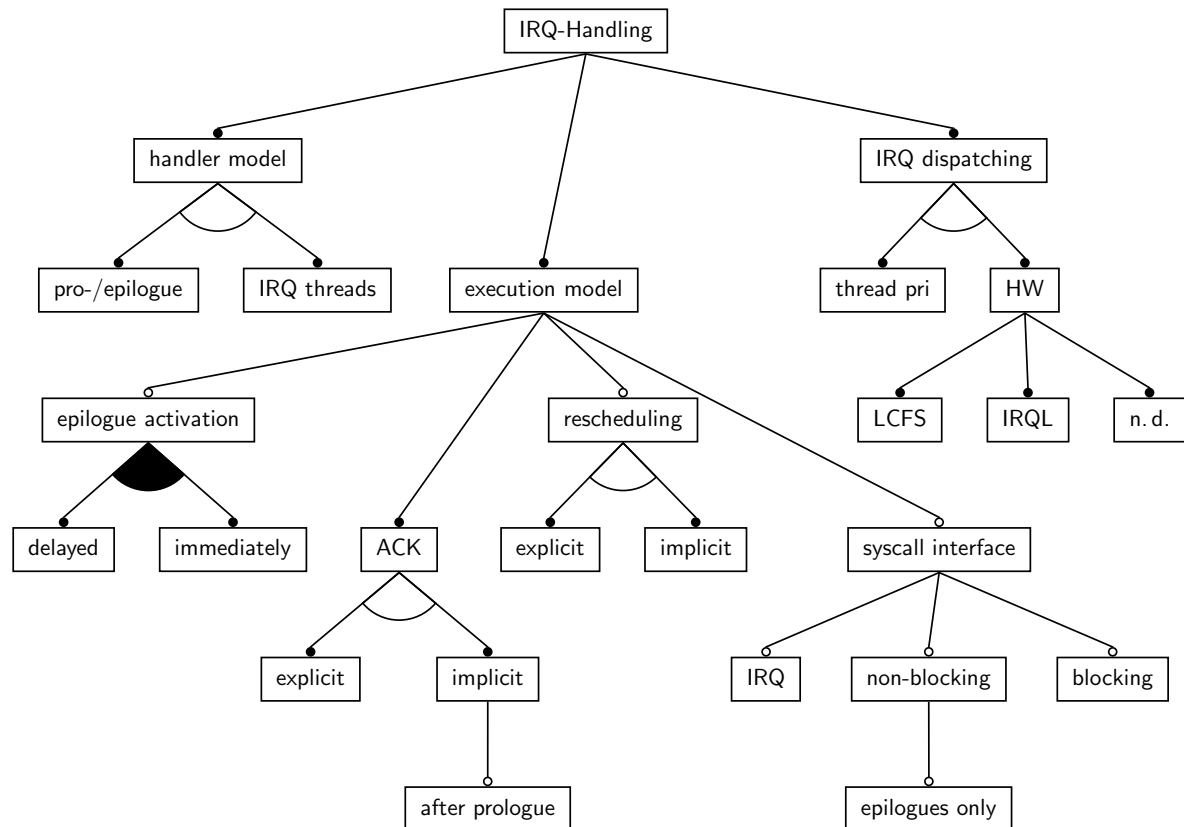 IRQ-Handling
handler model
IRQ dispatching
pro-/epilogue
IRQ threads
execution model
thread pri
HW
epilogue activation
rescheduling
LCFS
IRQL
n. d.
delayed
immediately
ACK
explicit
implicit
syscall interface
explicit
implicit
IRQ
non-blocking
blocking
after prologue
epilogues only